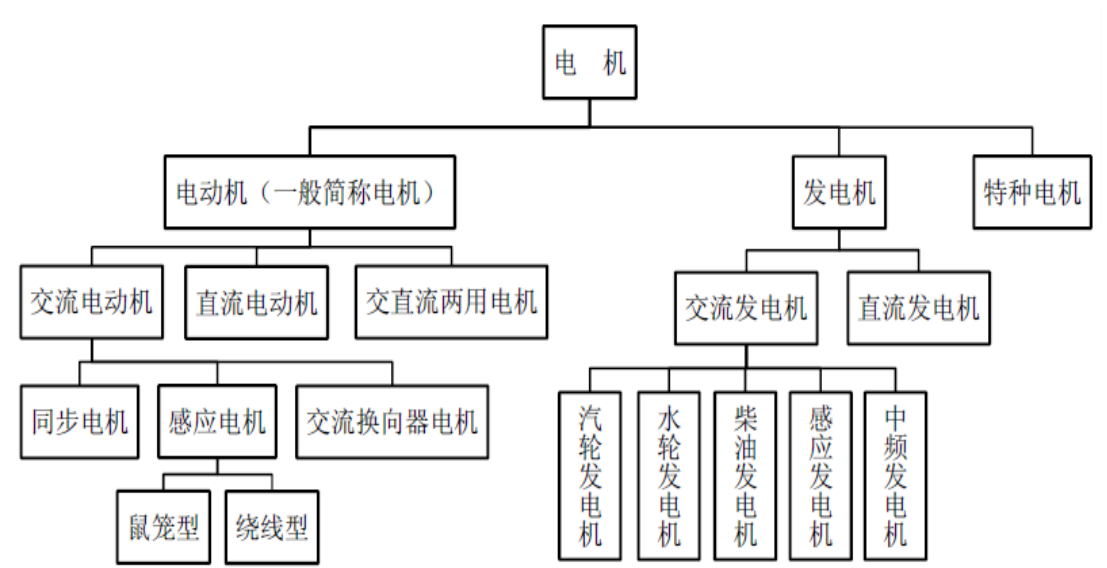 电 机
电动机（一般简称电机）
发电机
特种电机
交流电动机
直流电动机
交直流两用电机
交流发电机
直流发电机
同步电机
感应电机
交流换向器电机
汽轮发电机
水轮发电机
柴油发电机
感应发电机
中频发电机
鼠笼型
绕线型